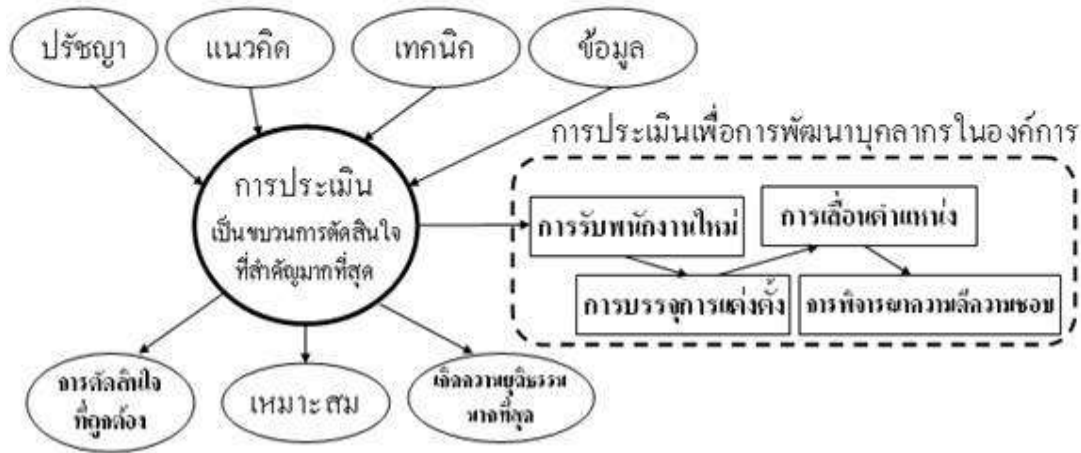 ปรัชญา
แนวคิด
เทคนิค
ข้อมูล
การประเมินเพื่อการพัฒนาบุคลากรในองค์การ
การประเมิน
เป็นขบวนการตัดสินใจ
ที่สำคัญมากที่สุด
การรับพนักงานใหม่
การเลื่อนตำแหน่ง
การบรรจุการแต่งตั้ง
การพิจารณาความดีความชอบ
การตัดสินใจ
ที่ถูกต้อง
เหมาะสม
เกิดความยุติธรรม
มากที่สุด